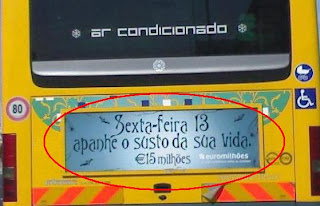 ar condicionado
80
Sexta-feira 13
apanhe o susto da sua vida.
€15 milhões
euromilhões